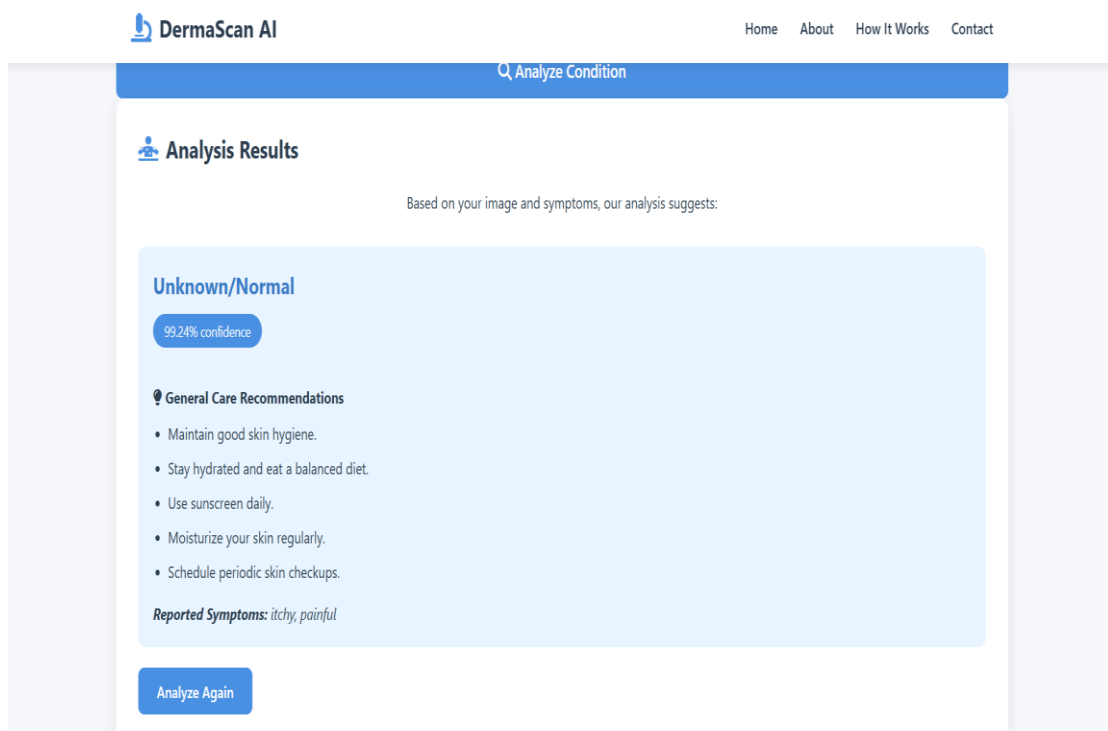 DermaScan AI
Home About How It Works Contact
Analyze Condition
Analysis Results
Based on your image and symptoms, our analysis suggests:
Unknown/Normal
99.24% confidence
General Care Recommendations
• Maintain good skin hygiene.
• Stay hydrated and eat a balanced diet.
• Use sunscreen daily.
• Moisturize your skin regularly.
• Schedule periodic skin checkups.
Reported Symptoms: itchy, painful
Analyze Again